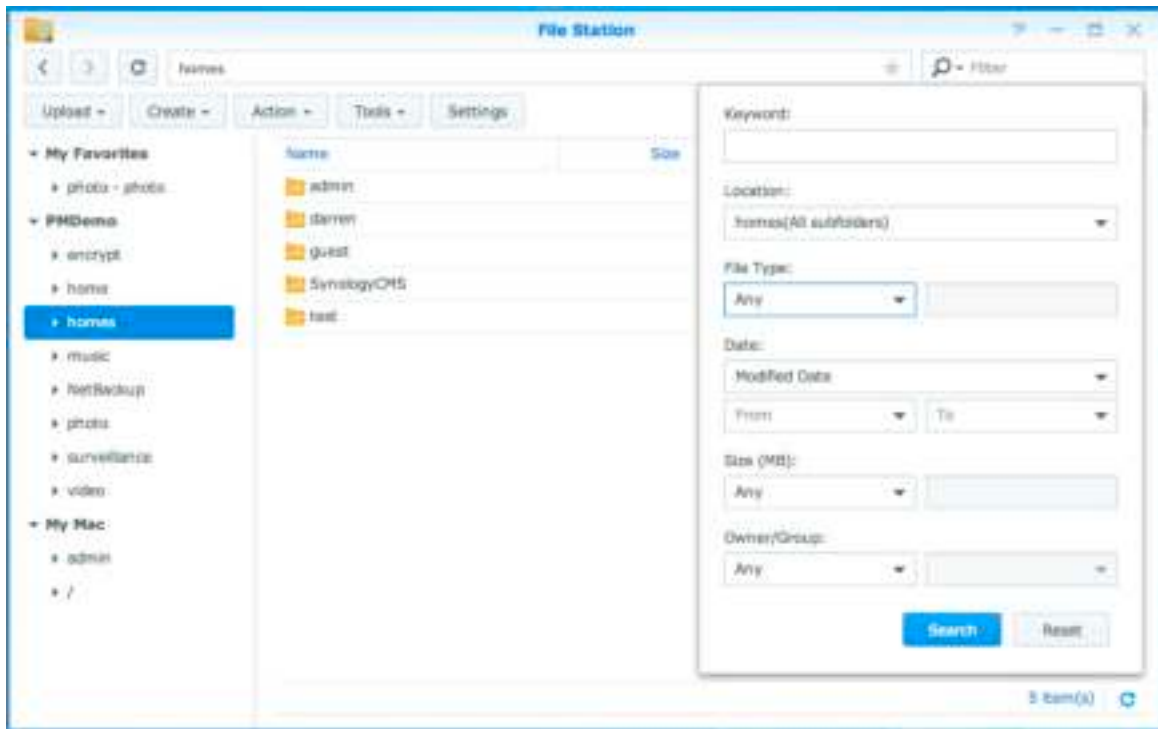 File Station
homes
Filter
Upload
Create
Action
Tools
Settings
My Favorites
photo - photo
PMDemo
encrypt
home
homes
music
NetBackup
photo
surveillance
video
My Mac
admin
/
Name
Size
admin
darren
guest
SynologyCMS
test
Keyword:
Location:
homes(All subfolders)
File Type:
Any
Date:
Modified Date
From
To
Size (MB):
Any
Owner/Group:
Any
Search
Reset
5 item(s)